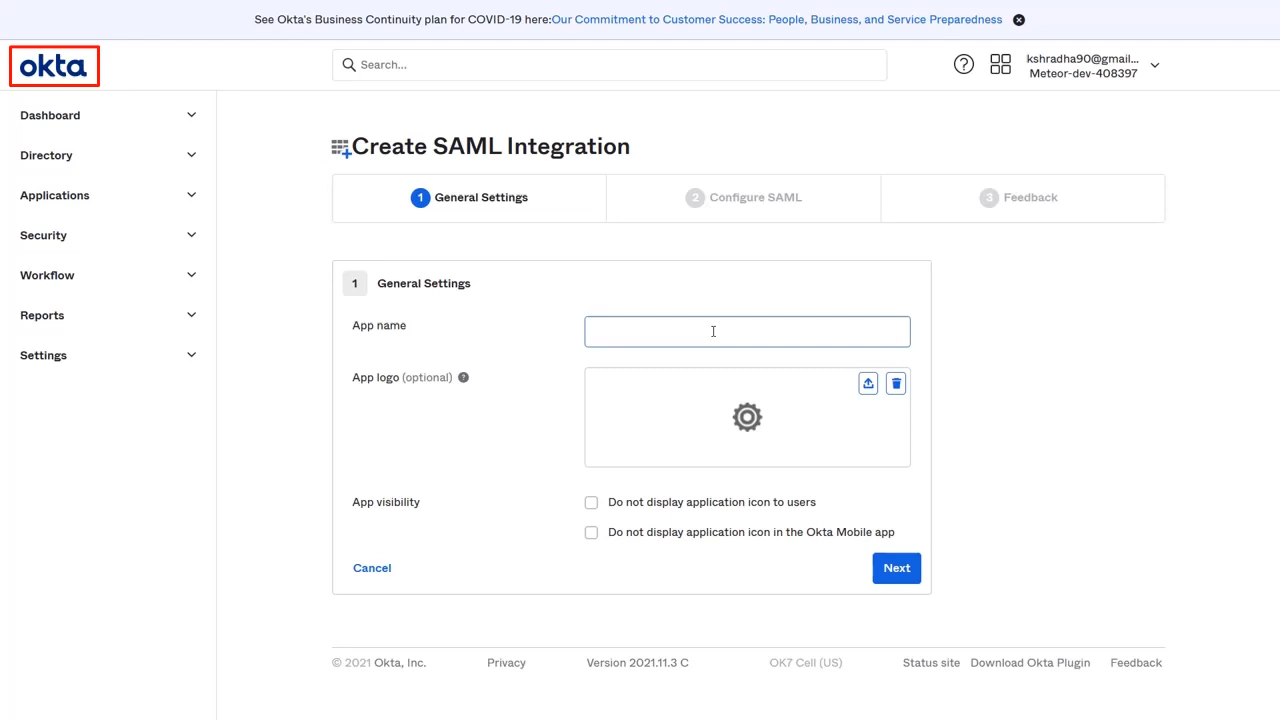 See Okta's Business Continuity plan for COVID-19 here:Our Commitment to Customer Success: People, Business, and Service Preparedness
okta
Search...
?
kshradha90@gmail...
Meteor-dev-408397
Dashboard
Directory
Applications
Security
Workflow
Reports
Settings
Create SAML Integration
1 General Settings
2 Configure SAML
3 Feedback
1 General Settings
App name
App logo (optional) ?
App visibility
Do not display application icon to users
Do not display application icon in the Okta Mobile app
Cancel
Next
© 2021 Okta, Inc. Privacy Version 2021.11.3 C OK7 Cell (US) Status site Download Okta Plugin Feedback